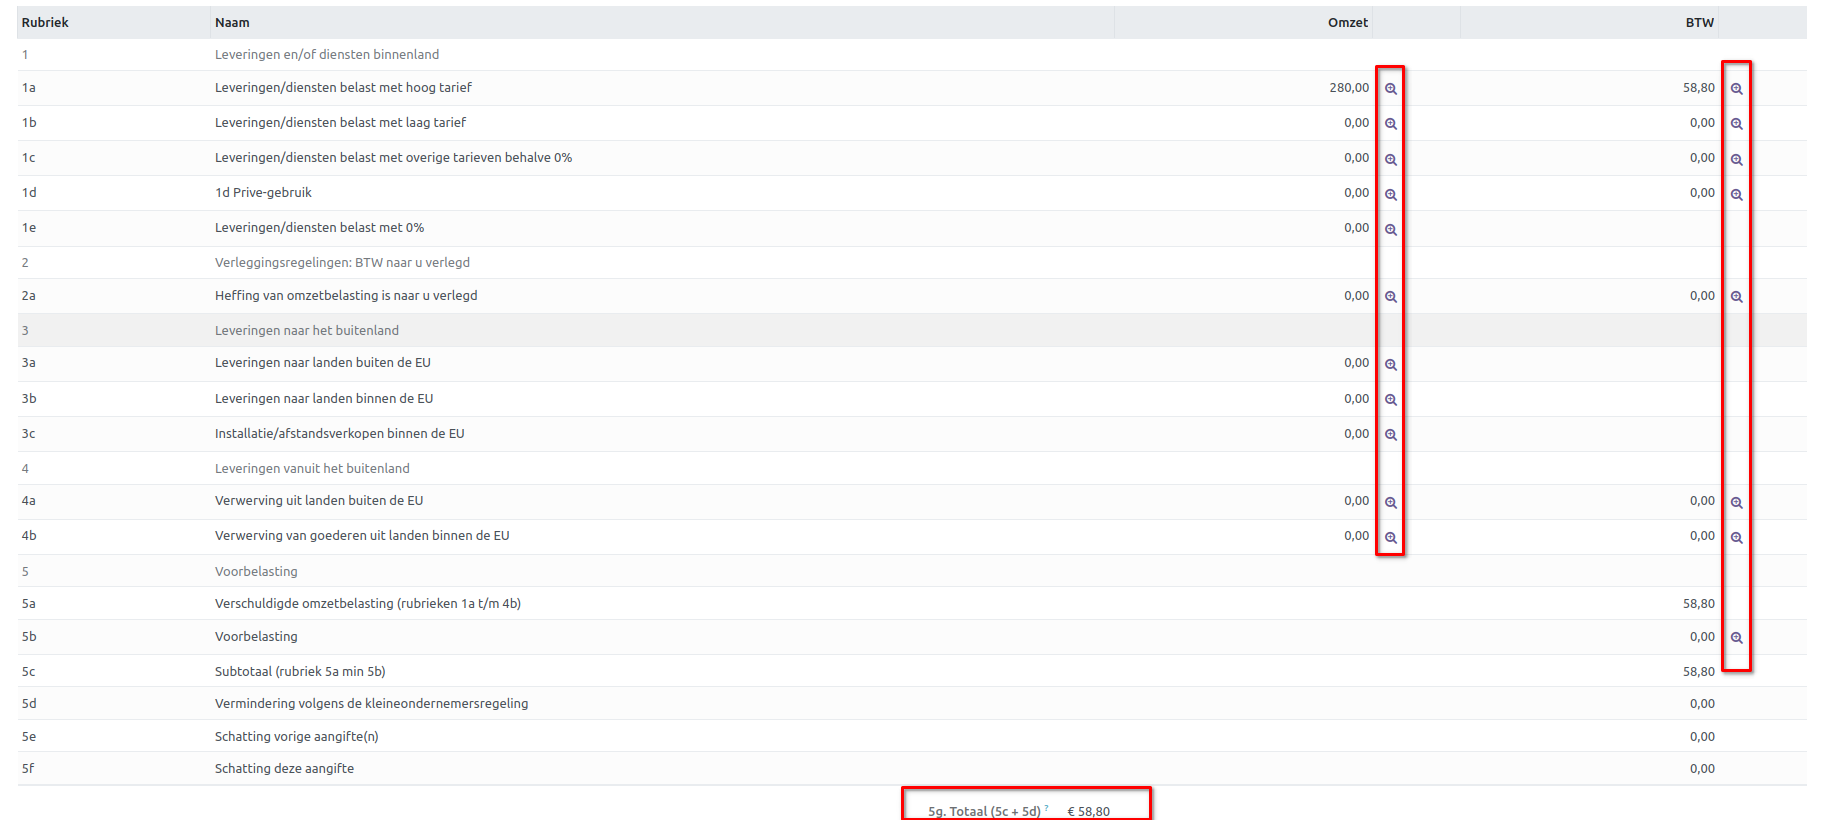 Rubriek Naam Omzet BTW
1 Leveringen en/of diensten binnenland
1a Leveringen/diensten belast met hoog tarief 280,00 58,80
1b Leveringen/diensten belast met laag tarief 0,00 0,00
1c Leveringen/diensten belast met overige tarieven behalve 0% 0,00 0,00
1d 1d Prive-gebruik 0,00 0,00
1e Leveringen/diensten belast met 0% 0,00
2 Verleggingsregelingen: BTW naar u verlegd
2a Heffing van omzetbelasting is naar u verlegd 0,00 0,00
3 Leveringen naar het buitenland
3a Leveringen naar landen buiten de EU 0,00
3b Leveringen naar landen binnen de EU 0,00
3c Installatie/afstandsverkopen binnen de EU 0,00
4 Leveringen vanuit het buitenland
4a Verwerving uit landen buiten de EU 0,00 0,00
4b Verwerving van goederen uit landen binnen de EU 0,00 0,00
5 Voorbelasting
5a Verschuldigde omzetbelasting (rubrieken 1a t/m 4b) 58,80
5b Voorbelasting 0,00
5c Subtotaal (rubriek 5a min 5b) 58,80
5d Vermindering volgens de kleineondernemersregeling 0,00
5e Schatting vorige aangifte(n) 0,00
5f Schatting deze aangifte 0,00
5g. Totaal (5c + 5d) ? € 58,80